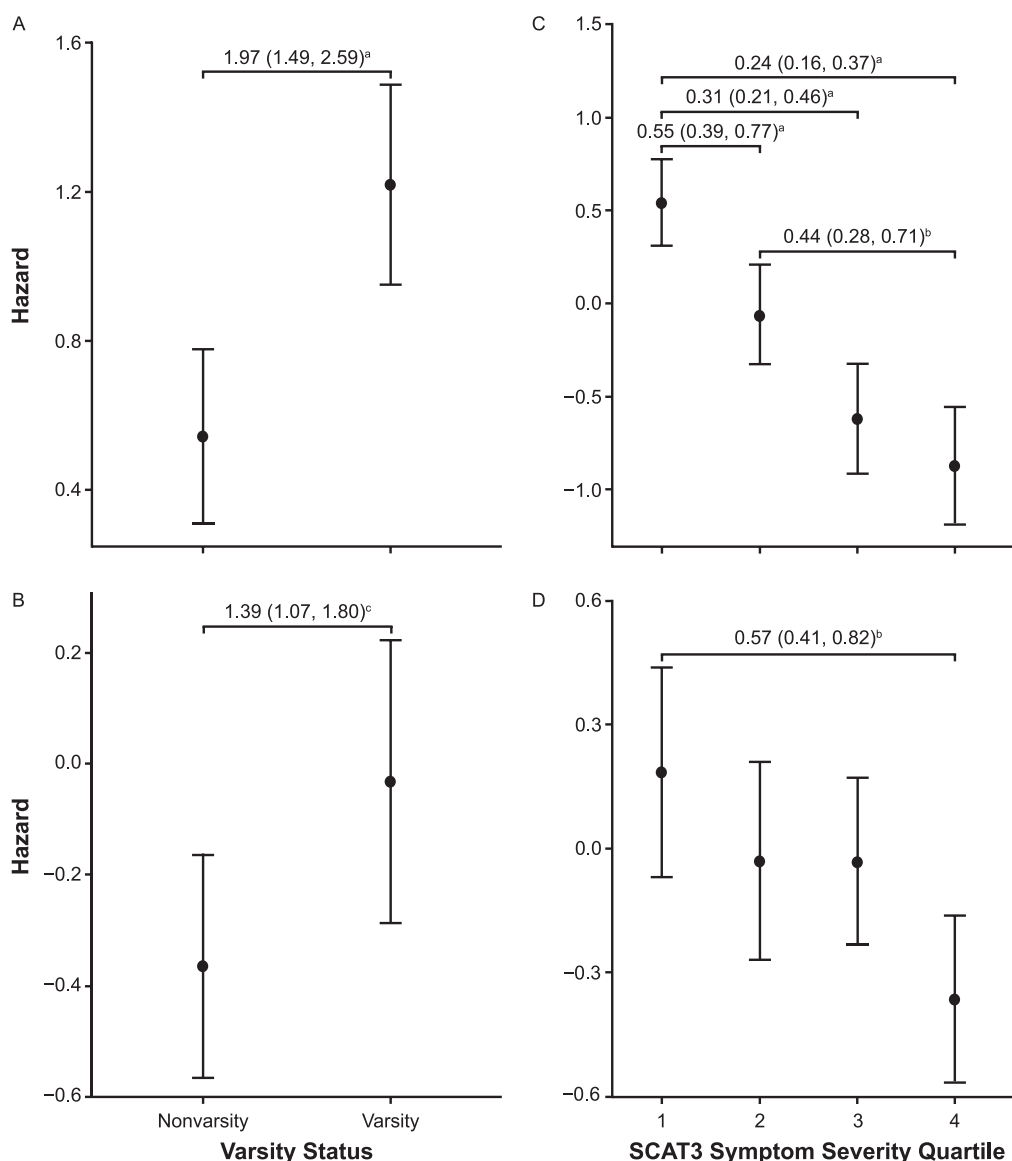 A
1.6
1.97 (1.49, 2.59)a
1.2
0.8
0.4
Hazard
C
1.5
0.24 (0.16, 0.37)a
1.0
0.31 (0.21, 0.46)a
0.55 (0.39, 0.77)a
0.5
0.44 (0.28, 0.71)b
0.0
−0.5
−1.0
B
1.39 (1.07, 1.80)c
0.2
0.0
−0.2
−0.4
−0.6
Hazard
Nonvarsity Varsity
Varsity Status
D
0.6
0.57 (0.41, 0.82)b
0.3
0.0
−0.3
−0.6
1 2 3 4
SCAT3 Symptom Severity Quartile